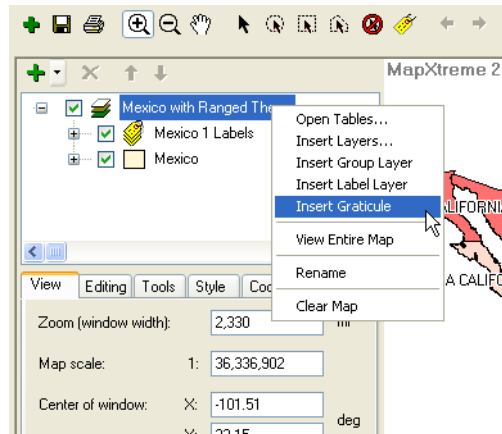 MapXtreme 2
Mexico with Ranged The
Mexico 1 Labels
Mexico
Open Tables...
Insert Layers...
Insert Group Layer
Insert Label Layer
Insert Graticule
View Entire Map
Rename
Clear Map
LIFORNI
A CALIFO
View Editing Tools Style Coo
Zoom (window width): 2,330 mi
Map scale: 1: 36,336,902
Center of window: X: -101.51
deg